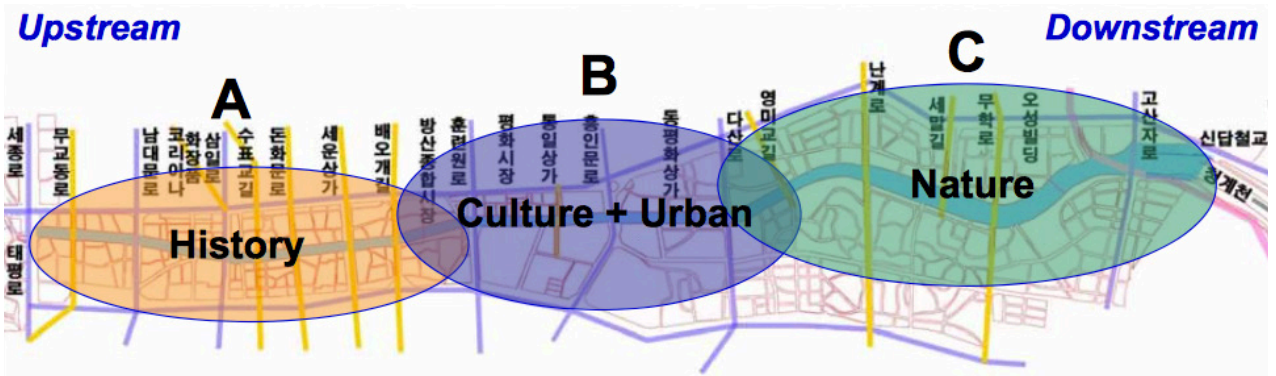 Upstream
Downstream
A
B
C
세종로
무교동로
남대문로
코리아나
화장품
삼일로
수표교길
돈화문로
세운상가
배오개길
방산종합시장
훈련원로
평화시장
통일상가
흥인문로
동평화상가
다산로
영미교길
난계로
세말길
무학로
오성빌딩
고산자로
신답철교
청계천
태평로
History
Culture + Urban
Nature